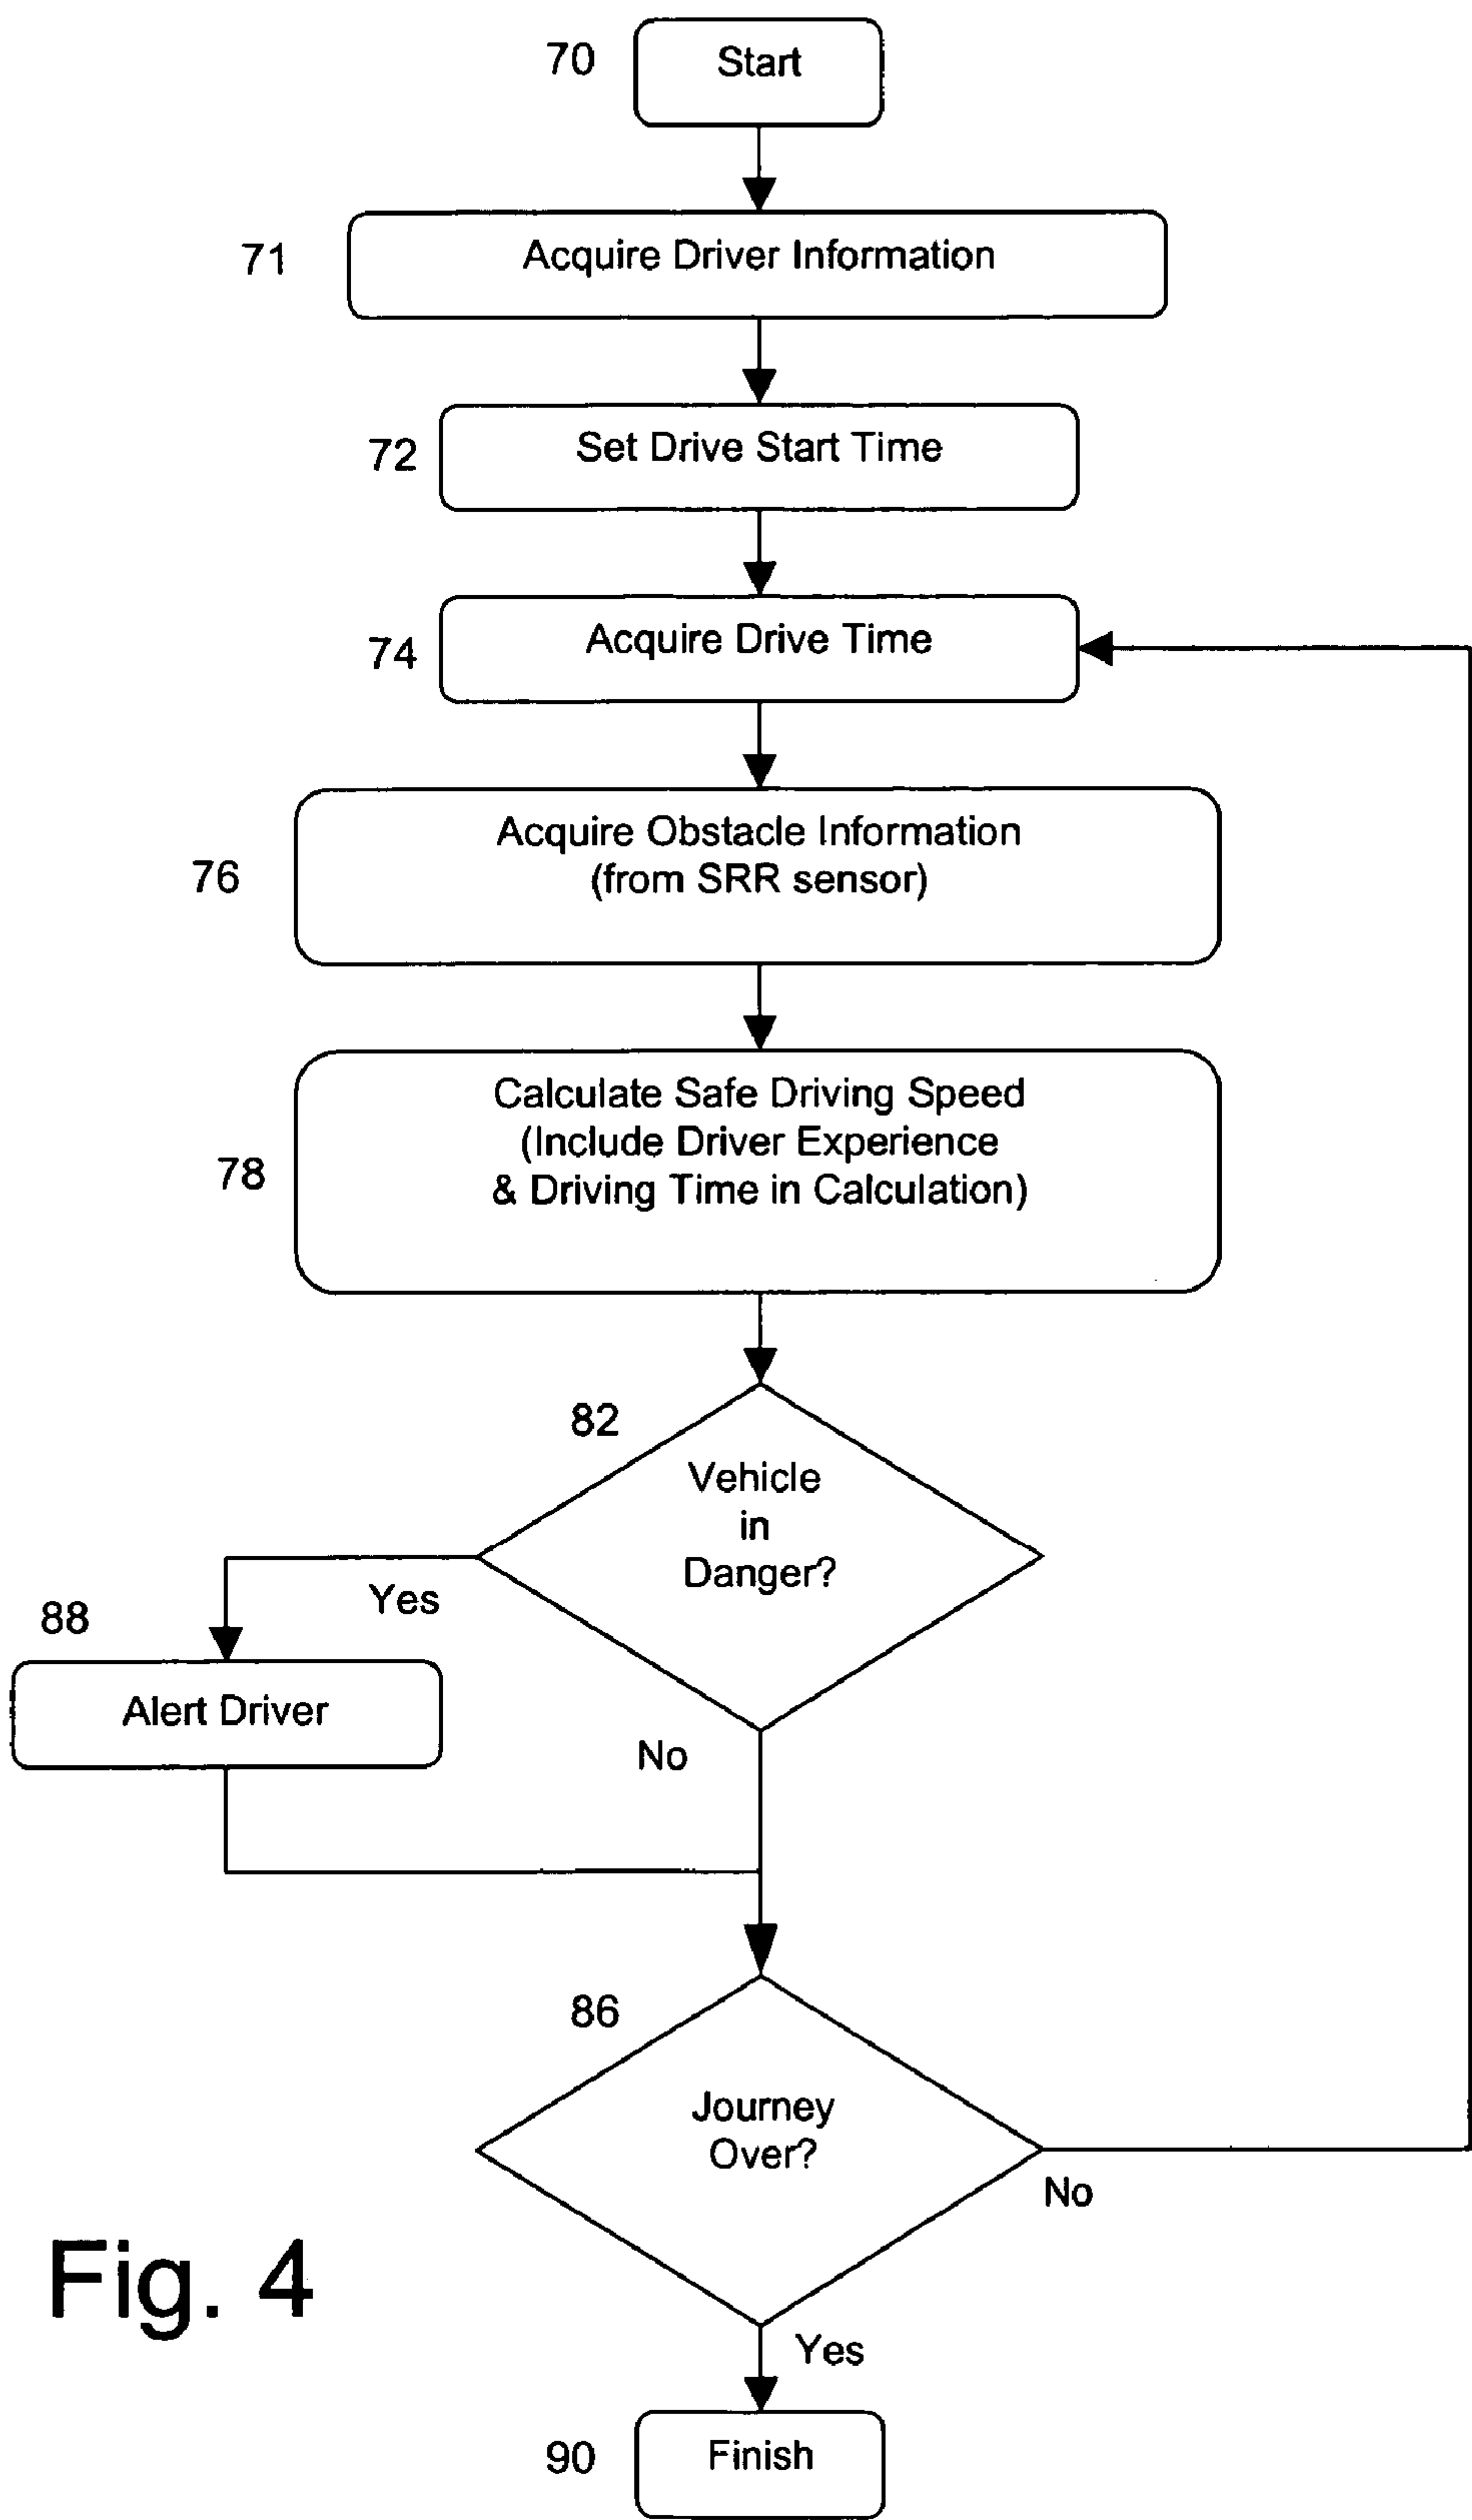 70
Start
71
Acquire Driver Information
72
Set Drive Start Time
74
Acquire Drive Time
76
Acquire Obstacle Information
(from SRR sensor)
78
Calculate Safe Driving Speed
(Include Driver Experience
& Driving Time in Calculation)
82
Vehicle
in
Danger?
Yes
88
Alert Driver
No
86
Journey
Over?
No
Fig. 4
Yes
90
Finish